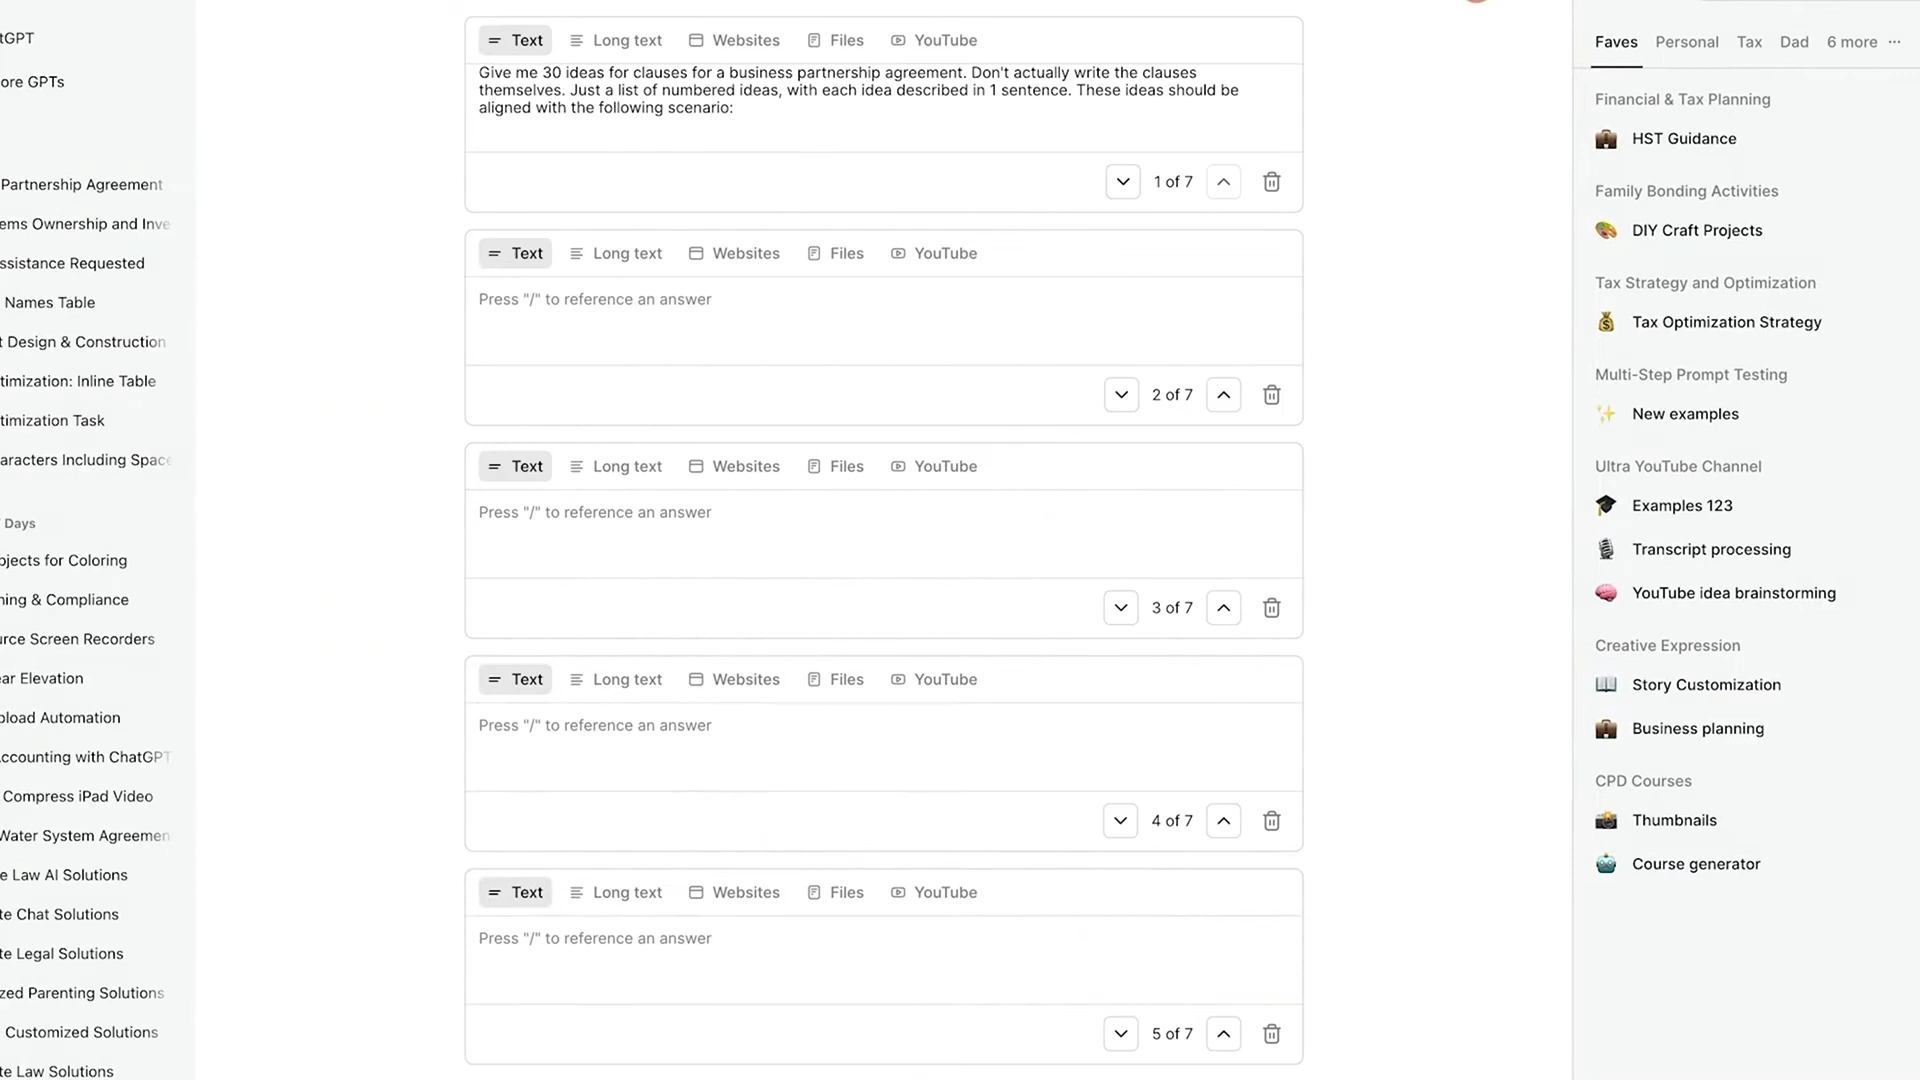 tGPT
ore GPTs
Partnership Agreement
ems Ownership and Inve
ssistance Requested
Names Table
t Design & Construction
timization: Inline Table
timization Task
aracters Including Space
Days
bjects for Coloring
ning & Compliance
urce Screen Recorders
ear Elevation
pload Automation
ccounting with ChatGPT
Compress iPad Video
Water System Agreemen
te Law AI Solutions
te Chat Solutions
te Legal Solutions
zed Parenting Solutions
Customized Solutions
te Law Solutions
Text Long text Websites Files YouTube
Give me 30 ideas for clauses for a business partnership agreement. Don't actually write the clauses
themselves. Just a list of numbered ideas, with each idea described in 1 sentence. These ideas should be
aligned with the following scenario:
1 of 7
Text Long text Websites Files YouTube
Press "/" to reference an answer
2 of 7
Text Long text Websites Files YouTube
Press "/" to reference an answer
3 of 7
Text Long text Websites Files YouTube
Press "/" to reference an answer
4 of 7
Text Long text Websites Files YouTube
Press "/" to reference an answer
5 of 7
Faves Personal Tax Dad 6 more ···
Financial & Tax Planning
HST Guidance
Family Bonding Activities
DIY Craft Projects
Tax Strategy and Optimization
Tax Optimization Strategy
Multi-Step Prompt Testing
New examples
Ultra YouTube Channel
Examples 123
Transcript processing
YouTube idea brainstorming
Creative Expression
Story Customization
Business planning
CPD Courses
Thumbnails
Course generator